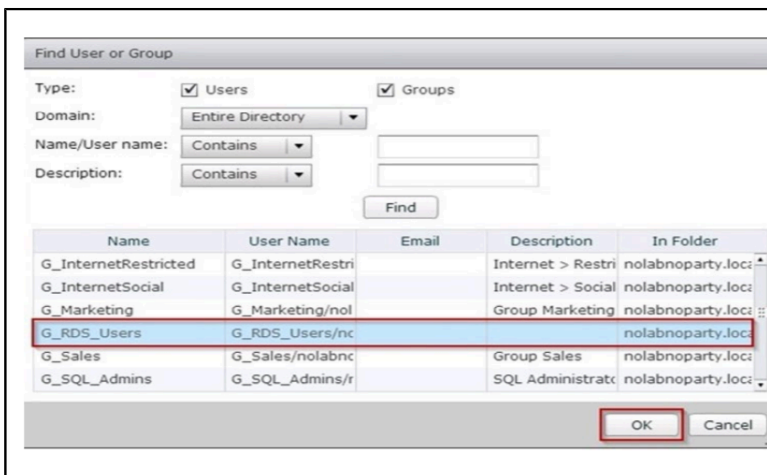 Find User or Group
Type: Users Groups
Domain: Entire Directory
Name/User name: Contains
Description: Contains
Find
Name User Name Email Description In Folder
G_InternetRestricted G_InternetRestri Internet > Restri nolabnoparty.loca
G_InternetSocial G_InternetSocial Internet > Social nolabnoparty.loca
G_Marketing G_Marketing/nol Group Marketing nolabnoparty.loca
G_RDS_Users G_RDS_Users/nc nolabnoparty.loca
G_Sales G_Sales/nolabnc Group Sales nolabnoparty.loca
G_SQL_Admins G_SQL_Admins/r SQL Administratc nolabnoparty.loca
OK Cancel